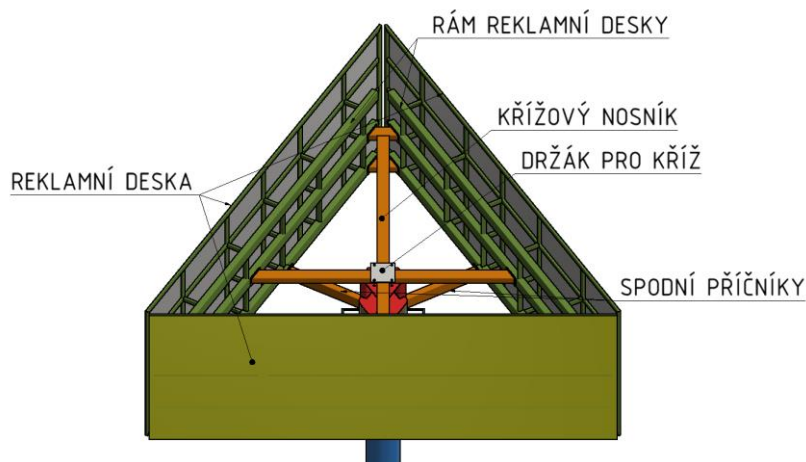 RÁM REKLAMNÍ DESKY
KŘÍŽOVÝ NOSNÍK
DRŽÁK PRO KŘÍŽ
REKLAMNÍ DESKA
SPODNÍ PŘÍČNÍKY